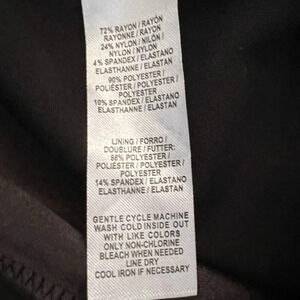 72% RAYON / RAYÓN
RAYONNE / RAYON
24% NYLON / NILÓN /
NYLON / NYLON
4% SPANDEX / ELASTANO
ELASTHANNE / ELASTAN
90% POLYESTER /
POLIÉSTER / POLYESTER /
POLYESTER
10% SPANDEX / ELASTANO
ELASTHANNE / ELASTAN
LINING / FORRO /
DOUBLURE / FUTTER:
86% POLYESTER /
POLIÉSTER / POLYESTER /
POLYESTER
14% SPANDEX / ELASTANO
ELASTHANNE / ELASTAN
GENTLE CYCLE MACHINE
WASH COLD INSIDE OUT
WITH LIKE COLORS
ONLY NON-CHLORINE
BLEACH WHEN NEEDED
LINE DRY
COOL IRON IF NECESSARY